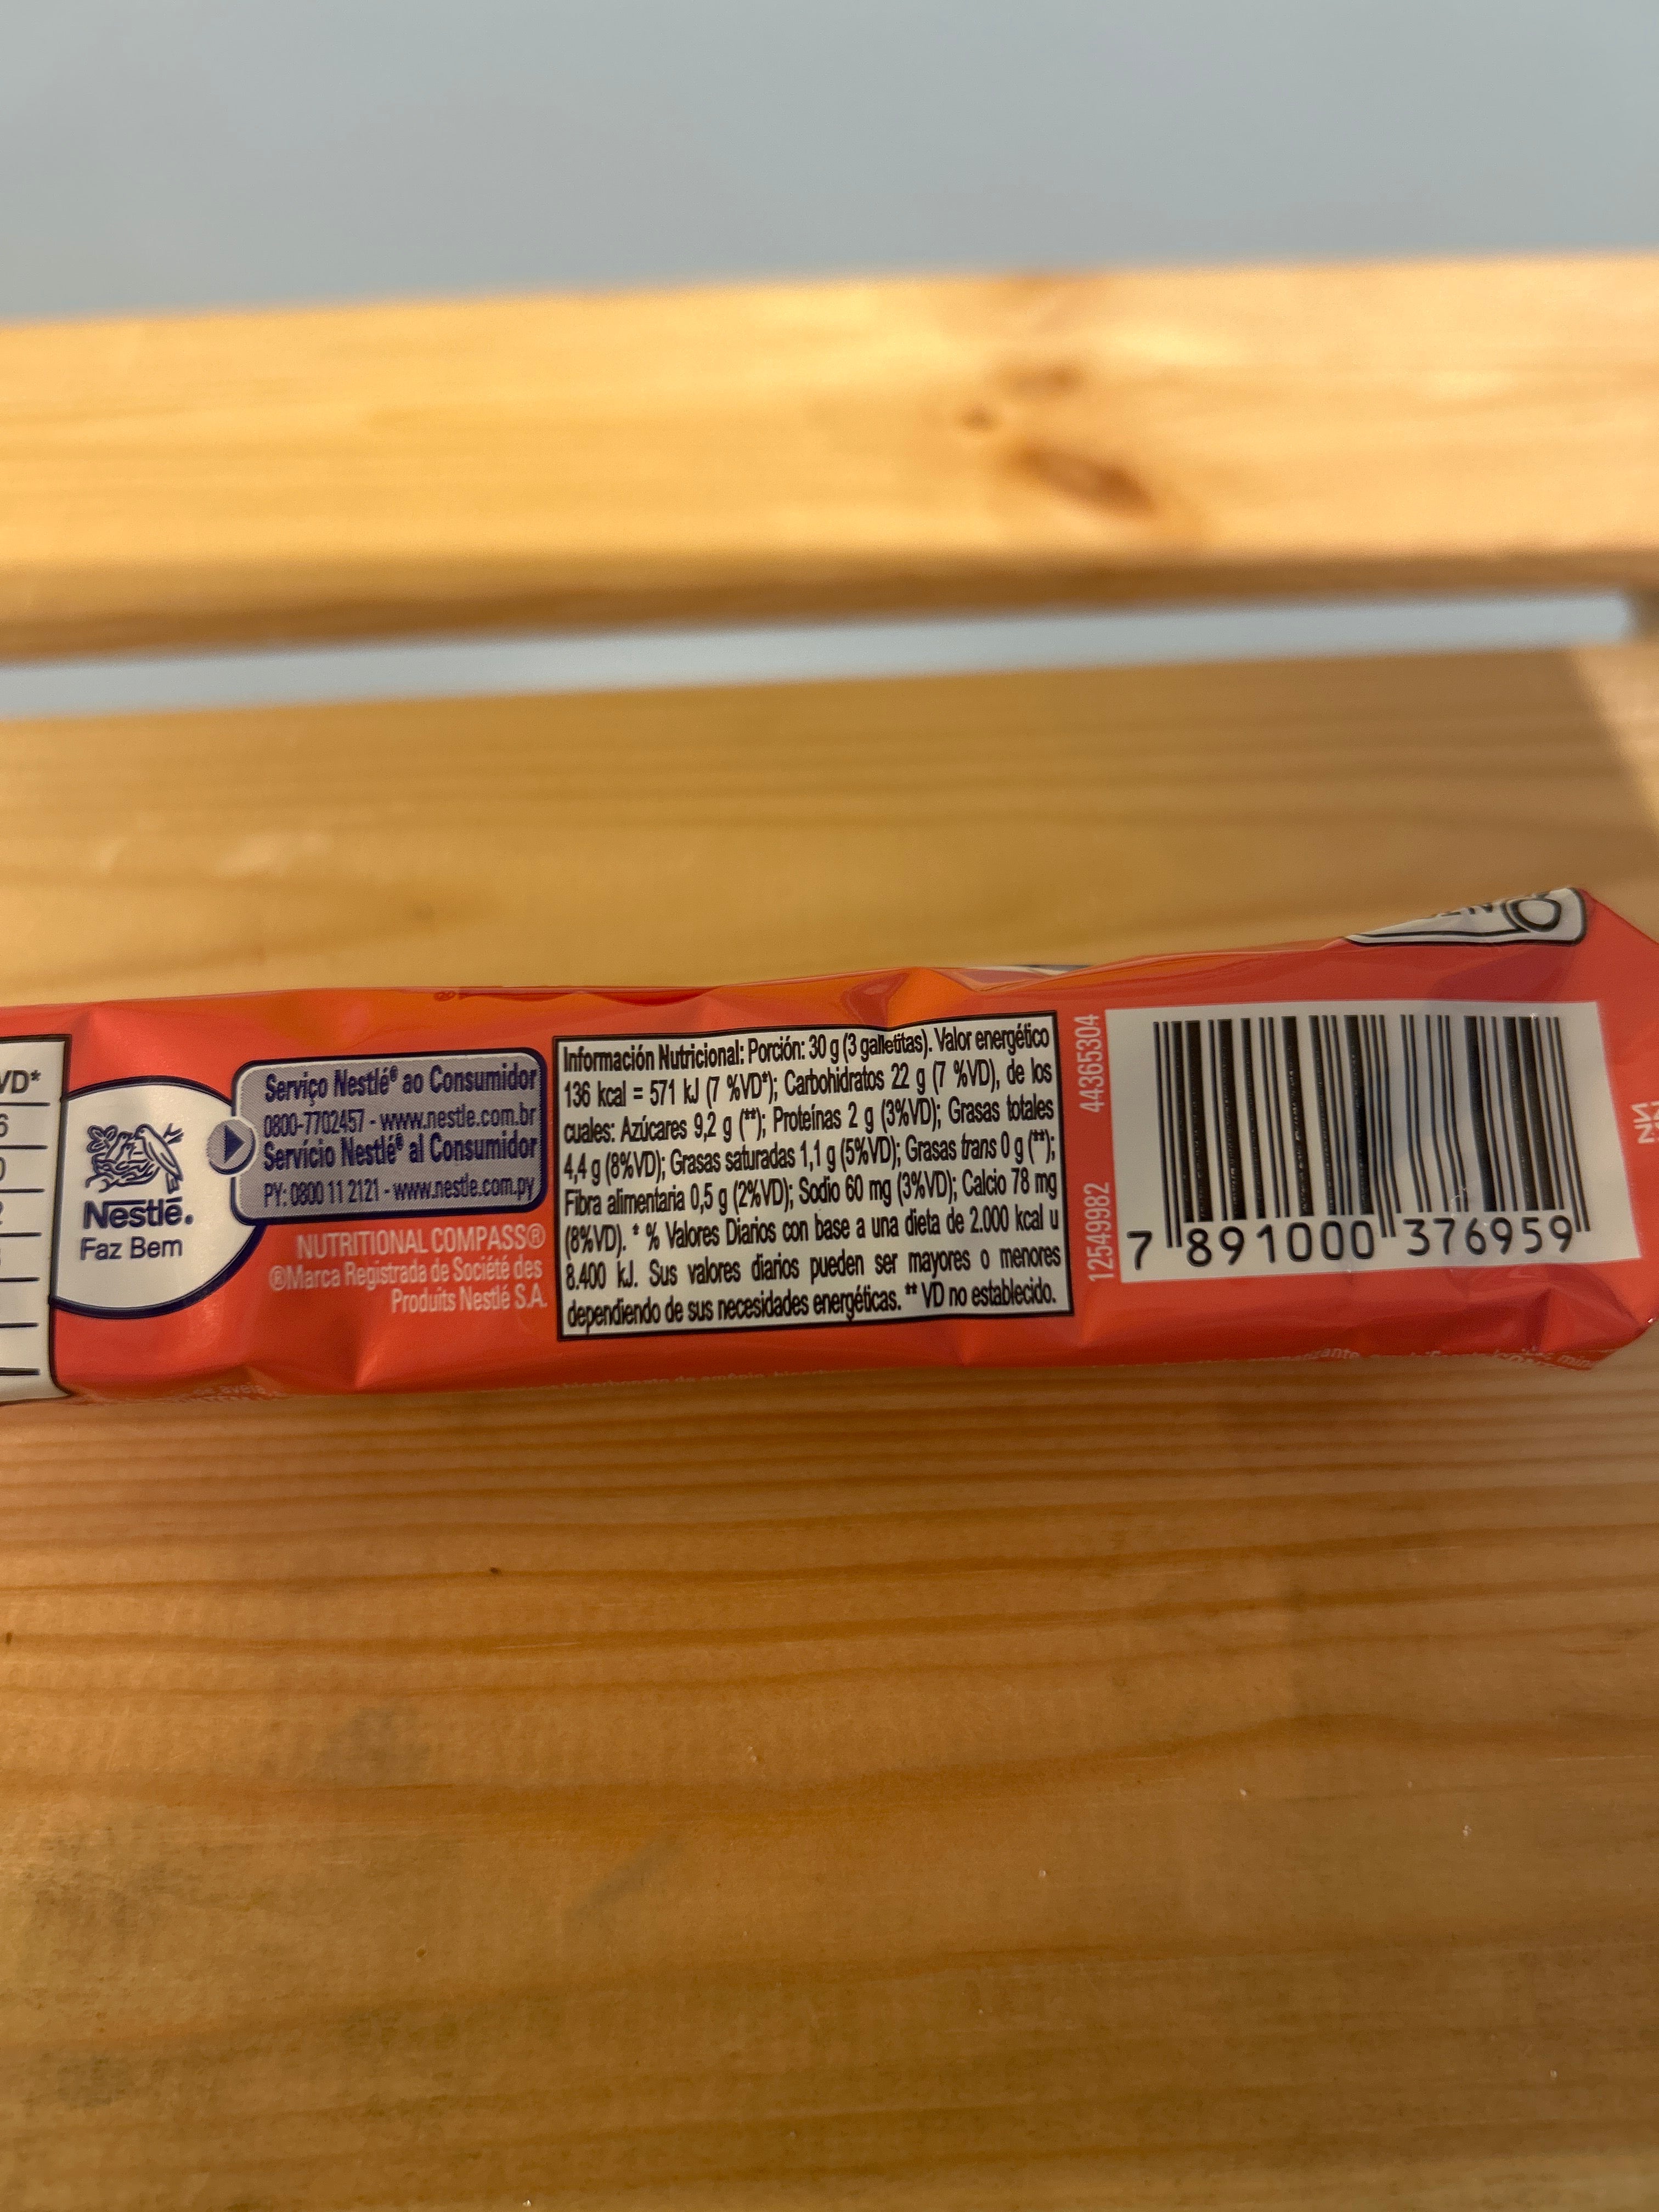 VD*
Nestlé.
Faz Bem
Serviço Nestlé® ao Consumidor
0800-7702457 - www.nestle.com.br
Servicio Nestlé® al Consumidor
PY: 0800 11 2121 - www.nestle.com.py
NUTRITIONAL COMPASS®
®Marca Registrada de Société des
Produits Nestlé S.A.
Información Nutricional: Porción: 30 g (3 galletitas). Valor energético
136 kcal = 571 kJ (7 %VD*); Carbohidratos 22 g (7 %VD), de los
cuales: Azúcares 9,2 g (**); Proteínas 2 g (3%VD); Grasas totales
4,4 g (8%VD); Grasas saturadas 1,1 g (5%VD); Grasas trans 0 g (**);
Fibra alimentaria 0,5 g (2%VD); Sodio 60 mg (3%VD); Calcio 78 mg
(8%VD). * % Valores Diarios con base a una dieta de 2.000 kcal u
8.400 kJ. Sus valores diarios pueden ser mayores o menores
dependiendo de sus necesidades energéticas. ** VD no establecido.
12549982 44365304
7 891000 376959